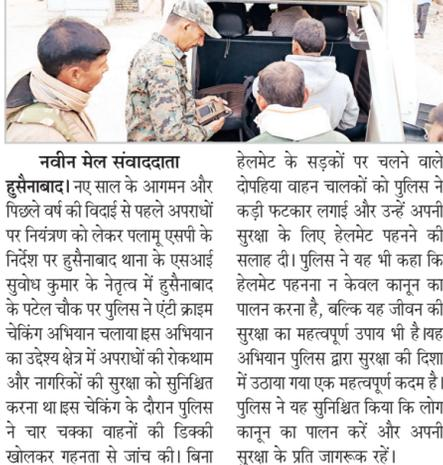 नवीन मेल संवाददाता
हुसैनाबाद। नए साल के आगमन और
पिछले वर्ष की विदाई से पहले अपराधों
पर नियंत्रण को लेकर पलामू एसपी के
निर्देश पर हुसैनाबाद थाना के एसआई
सुवोध कुमार के नेतृत्व में हुसैनाबाद
के पटेल चौक पर पुलिस ने एंटी क्राइम
चेकिंग अभियान चलाया।इस अभियान
का उद्देश्य क्षेत्र में अपराधों की रोकथाम
और नागरिकों की सुरक्षा को सुनिश्चित
करना था।इस चेकिंग के दौरान पुलिस
ने चार चक्का वाहनों की डिक्की
खोलकर गहनता से जांच की। बिना
हेलमेट के सड़कों पर चलने वाले
दोपहिया वाहन चालकों को पुलिस ने
कड़ी फटकार लगाई और उन्हें अपनी
सुरक्षा के लिए हेलमेट पहनने की
सलाह दी। पुलिस ने यह भी कहा कि
हेलमेट पहनना न केवल कानून का
पालन करना है, बल्कि यह जीवन की
सुरक्षा का महत्वपूर्ण उपाय भी है।यह
अभियान पुलिस द्वारा सुरक्षा की दिशा
में उठाया गया एक महत्वपूर्ण कदम है।
पुलिस ने यह सुनिश्चित किया कि लोग
कानून का पालन करें और अपनी
सुरक्षा के प्रति जागरूक रहें।